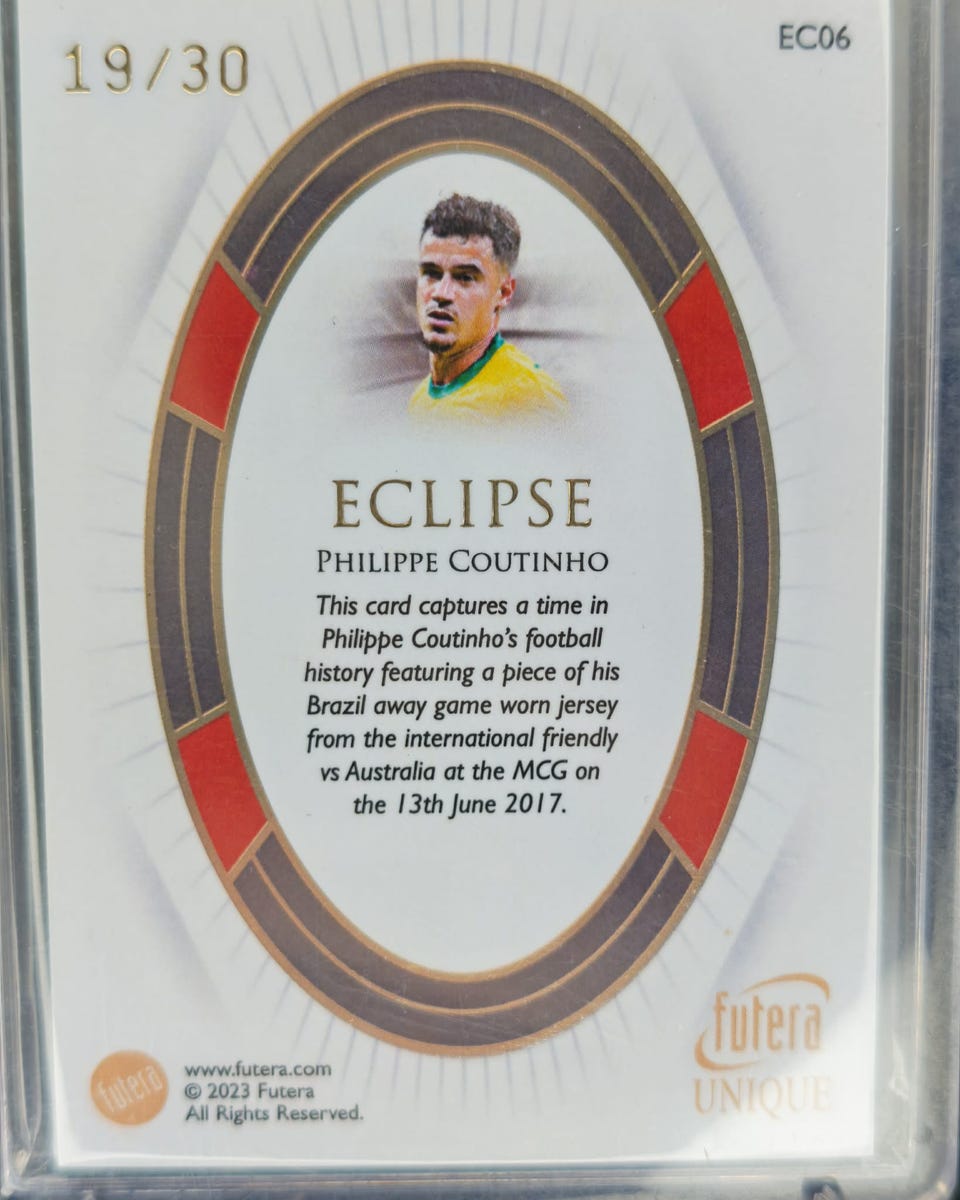 19/30
EC06
ECLIPSE
PHILIPPE COUTINHO
This card captures a time in
Philippe Coutinho's football
history featuring a piece of his
Brazil away game worn jersey
from the international friendly
vs Australia at the MCG on
the 13th June 2017.
futera
UNIQUE
futera
www.futera.com
© 2023 Futera
All Rights Reserved.